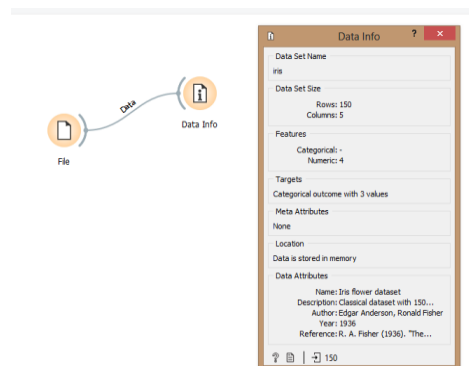 File
Data
Data Info
Data Info
?
×
Data Set Name
iris
Data Set Size
Rows: 150
Columns: 5
Features
Categorical: -
Numeric: 4
Targets
Categorical outcome with 3 values
Meta Attributes
None
Location
Data is stored in memory
Data Attributes
Name: Iris flower dataset
Description: Classical dataset with 150...
Author: Edgar Anderson, Ronald Fisher
Year: 1936
Reference: R. A. Fisher (1936). "The...
? 150